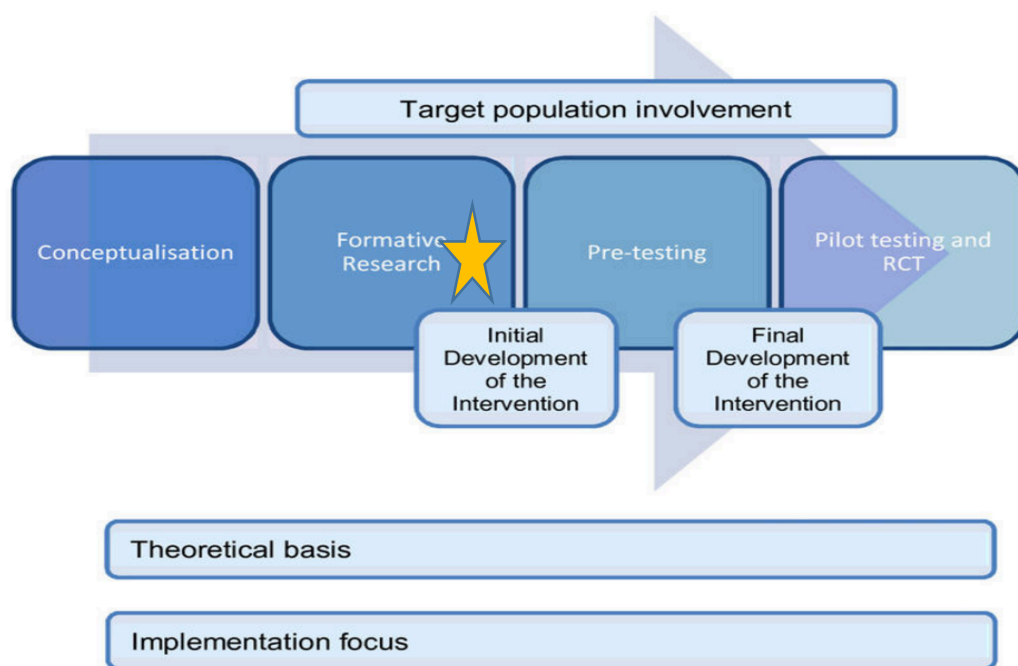 Target population involvement
Conceptualisation
Formative
Research
Pre-testing
Pilot testing and
RCT
Initial
Development
of the
Intervention
Final
Development
of the
Intervention
Theoretical basis
Implementation focus